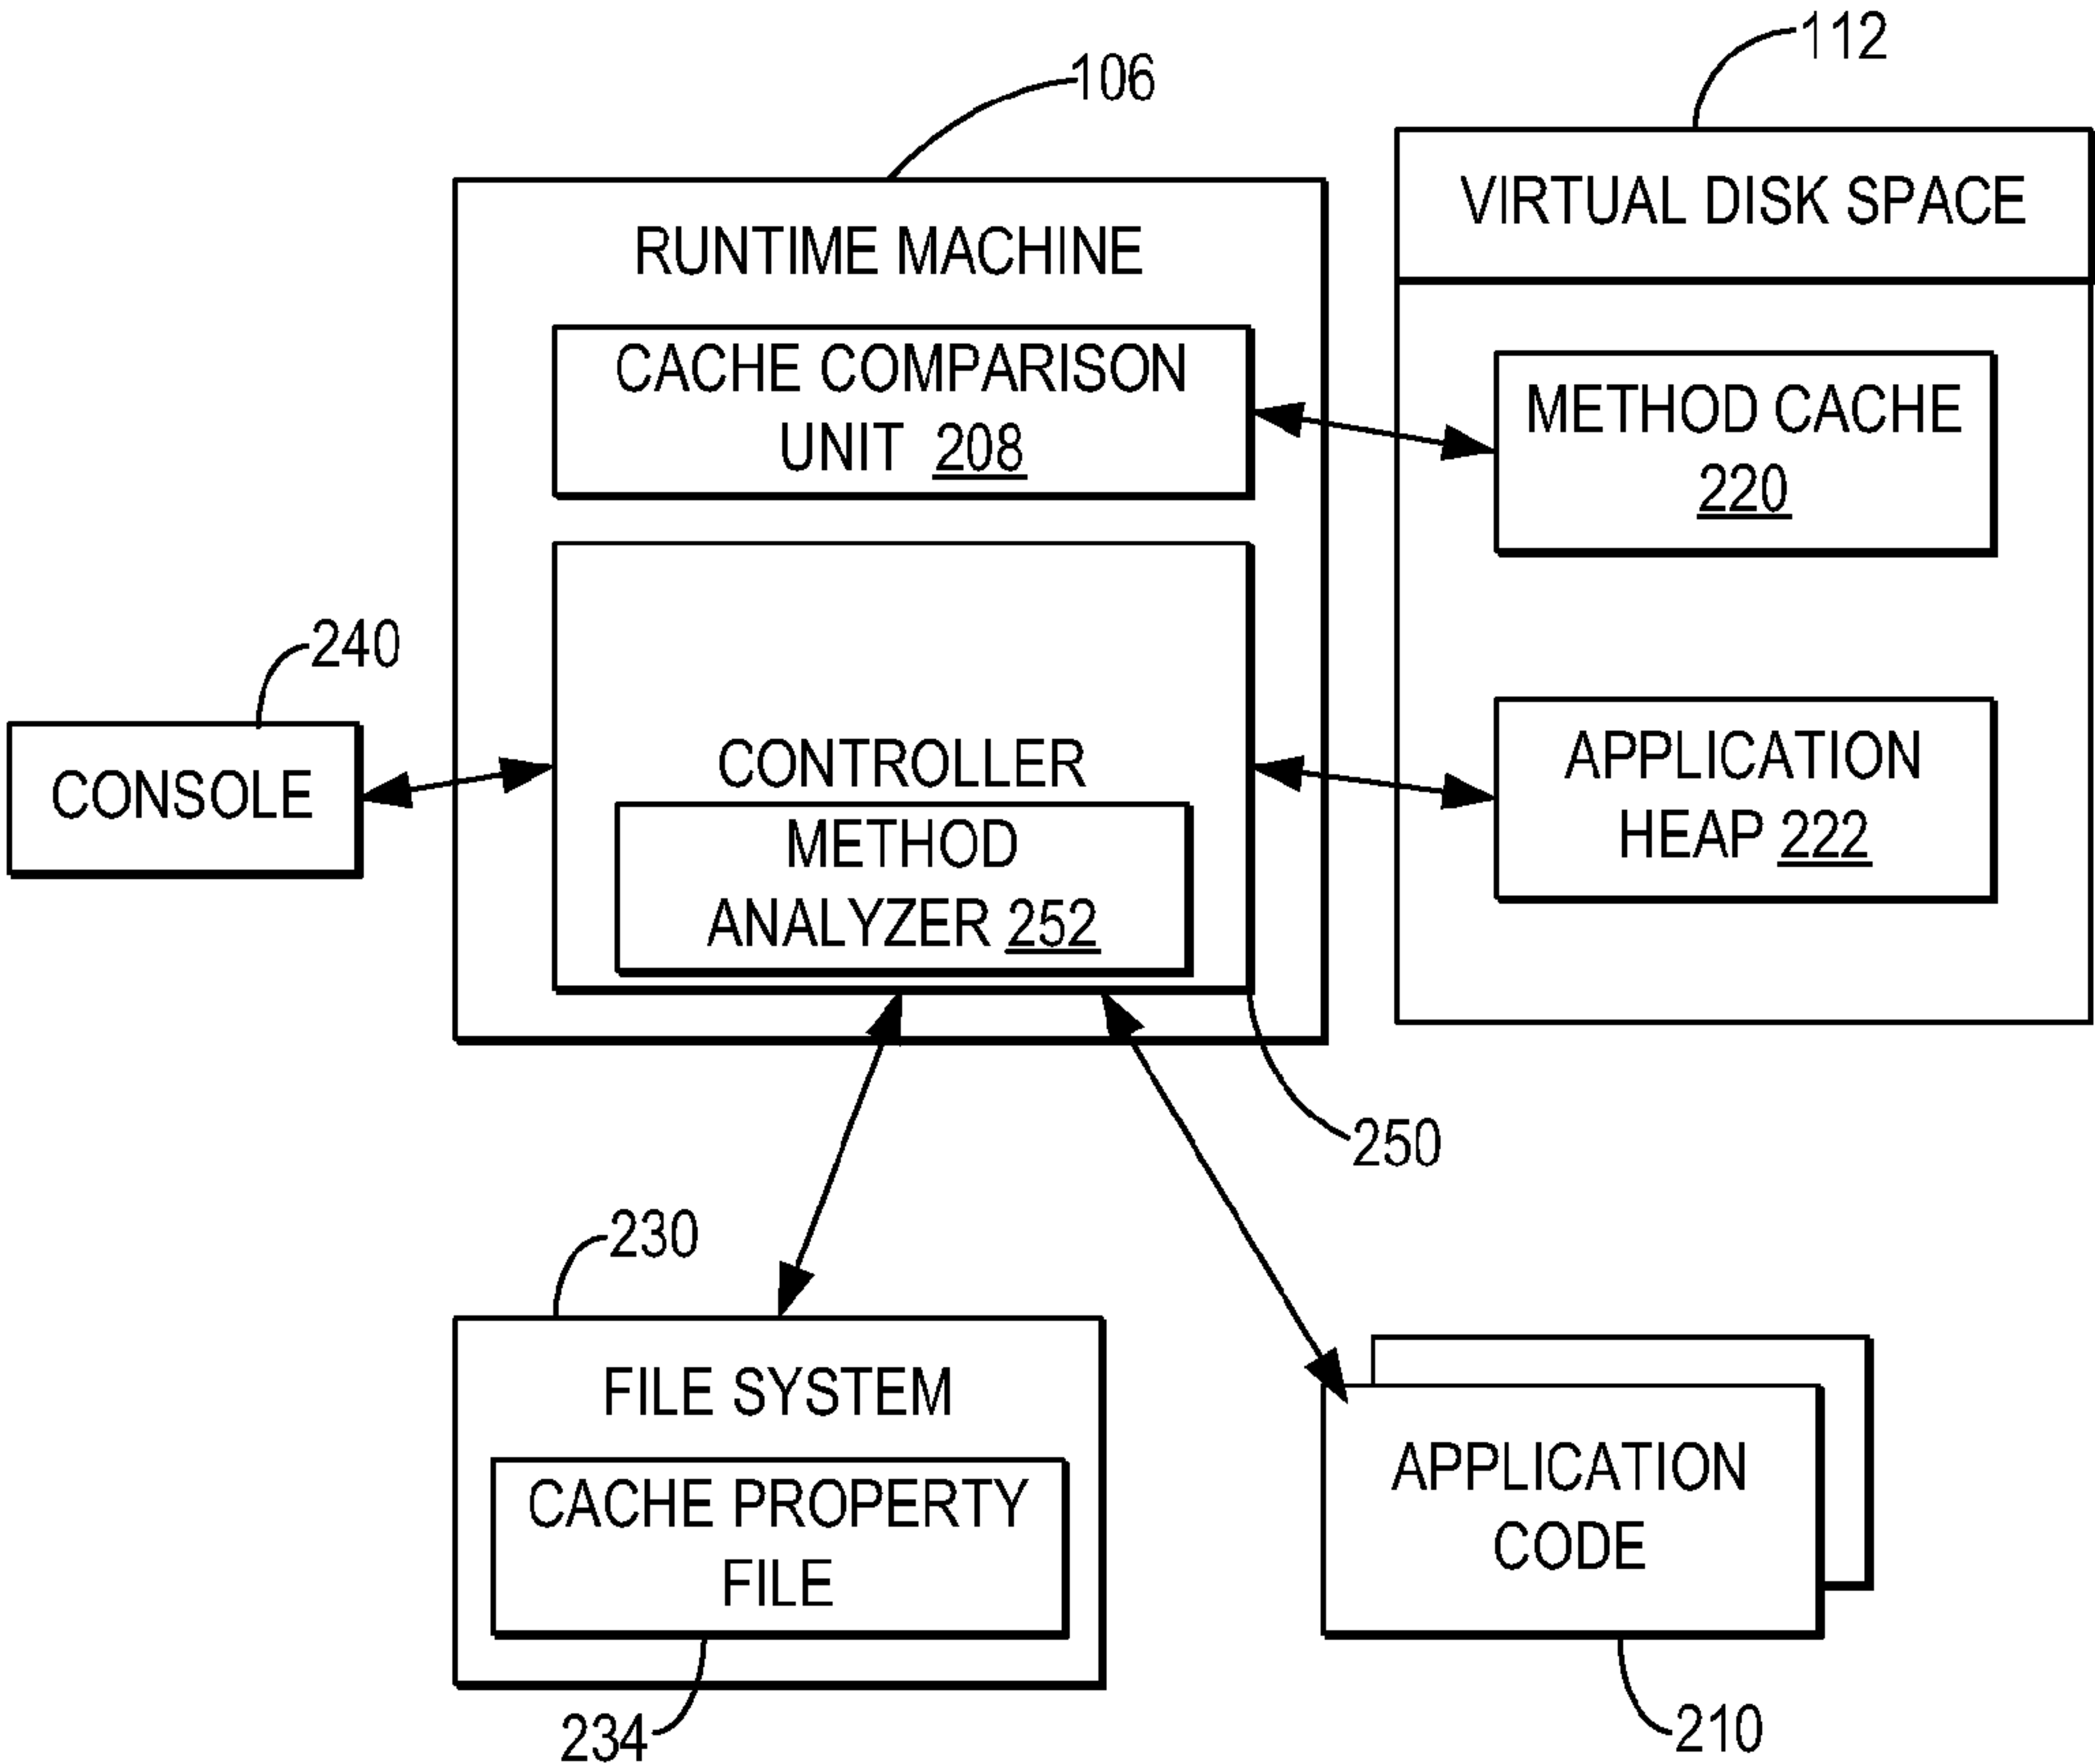 112
106
VIRTUAL DISK SPACE
RUNTIME MACHINE
CACHE COMPARISON
UNIT 208
METHOD CACHE
220
240
CONSOLE
CONTROLLER
METHOD
ANALYZER 252
APPLICATION
HEAP 222
250
230
FILE SYSTEM
CACHE PROPERTY
FILE
234
APPLICATION
CODE
210